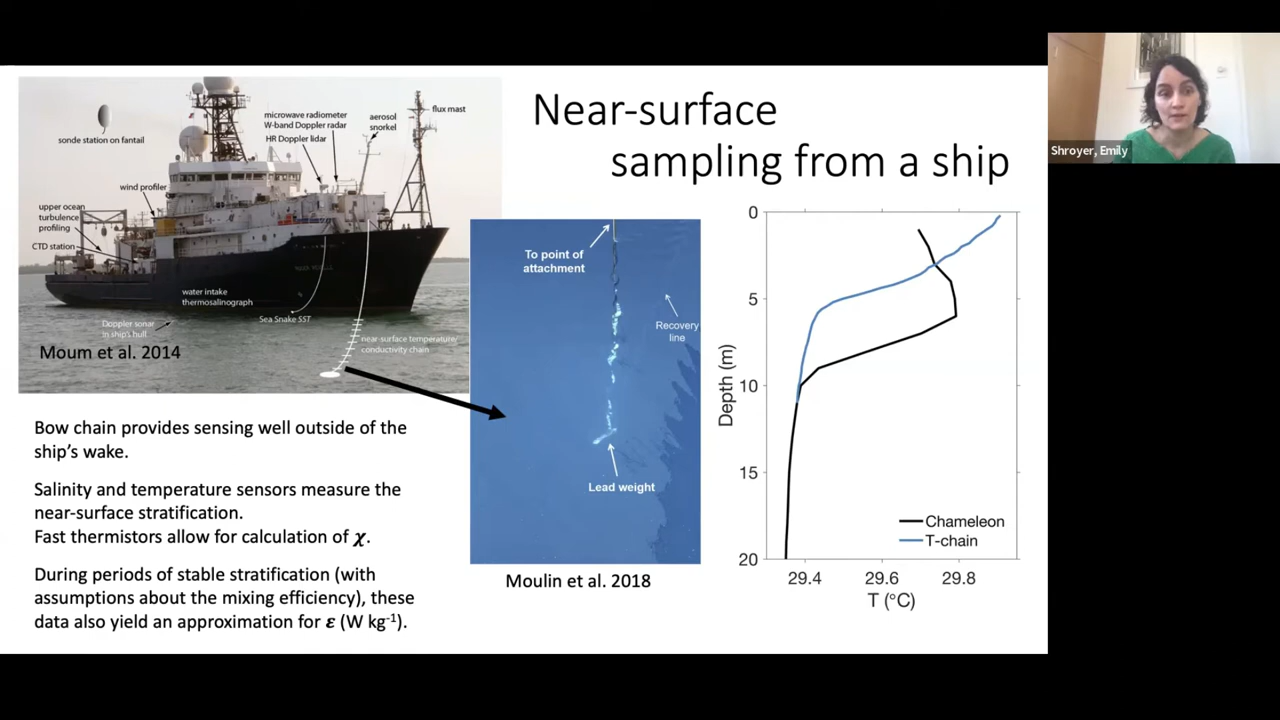 Near-surface
sampling from a ship
Shroyer, Emily
sonde station on fantail
microwave radiometer
W-band Doppler radar
HR Doppler lidar
aerosol
snorkel
flux mast
wind profiler
upper ocean
turbulence
profiling
CTD station
water intake
thermosalinograph
Doppler sonar
in ship's hull
Sea Snake SST
near-surface temperature/
conductivity chain
Moum et al. 2014
Bow chain provides sensing well outside of the
ship's wake.
Salinity and temperature sensors measure the
near-surface stratification.
Fast thermistors allow for calculation of χ.
During periods of stable stratification (with
assumptions about the mixing efficiency), these
data also yield an approximation for ε (W kg⁻¹).
To point of
attachment
Recovery
line
Lead weight
Moulin et al. 2018
0
5
10
15
20
Depth (m)
Chameleon
T-chain
29.4 29.6 29.8
T (°C)